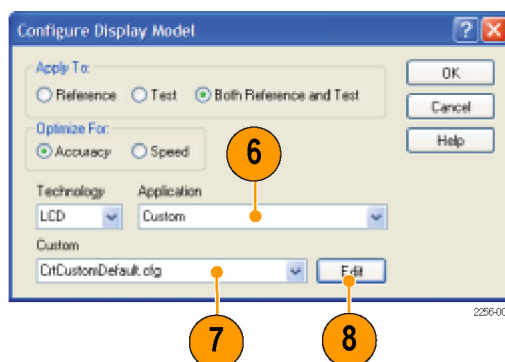 Configure Display Model
Apply To:
Reference Test Both Reference and Test
OK
Cancel
Help
Optimize For:
Accuracy Speed
6
Technology Application
LCD Custom
Custom
CrtCustomDefault.cfg Edit
7 8